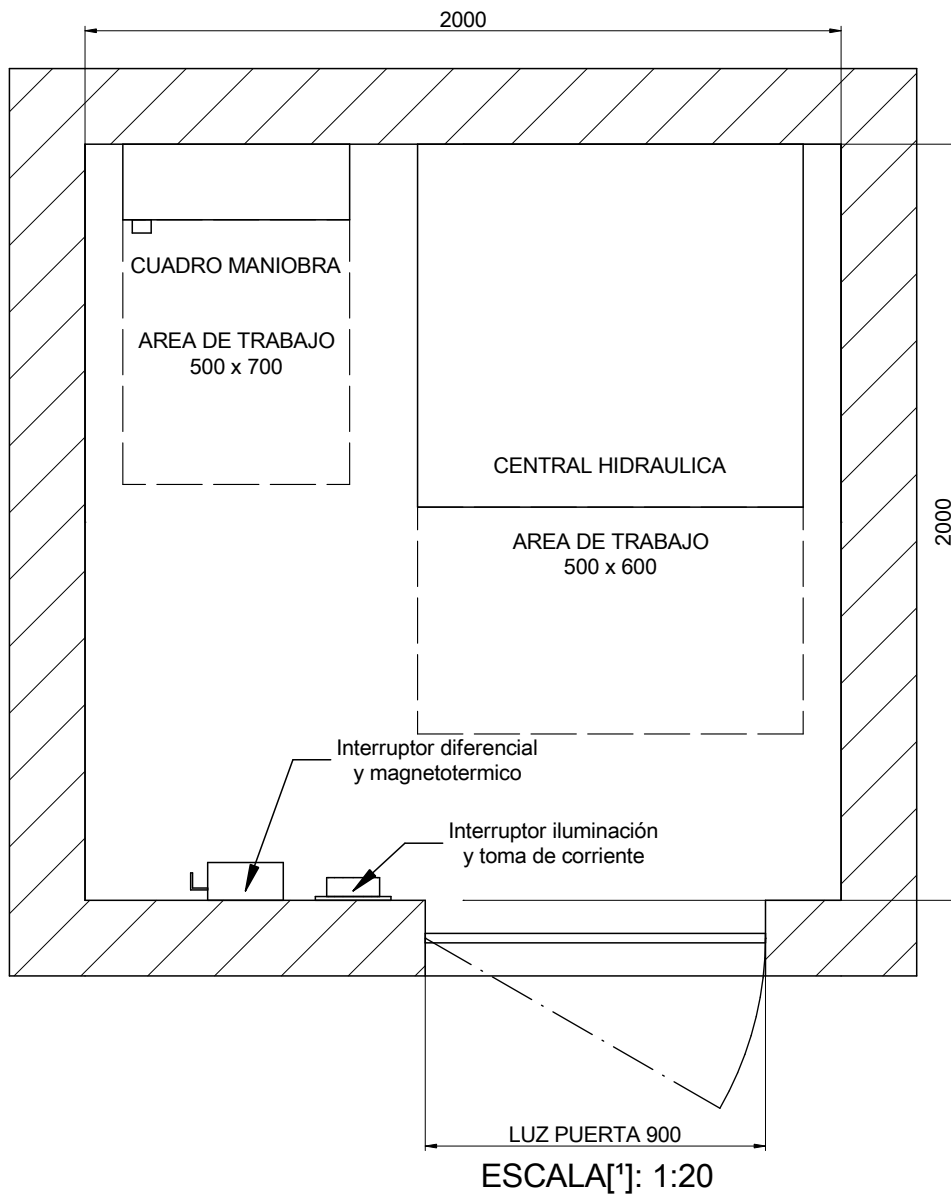 2000
CUADRO MANIOBRA
AREA DE TRABAJO
500 x 700
CENTRAL HIDRAULICA
AREA DE TRABAJO
500 x 600
2000
Interruptor diferencial
y magnetotermico
Interruptor iluminación
y toma de corriente
LUZ PUERTA 900
ESCALA[¹]: 1:20